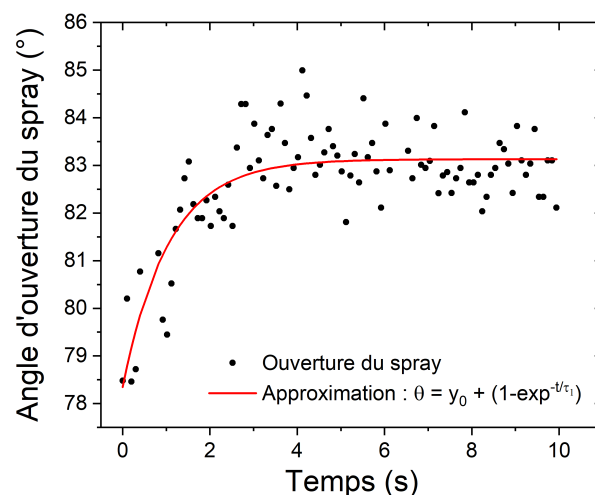 86
85
84
83
82
81
80
79
78
Angle d'ouverture du spray (°)
Ouverture du spray
Approximation : θ = y₀ + (1-exp⁻ᵗ/τ₁)
0 2 4 6 8 10
Temps (s)